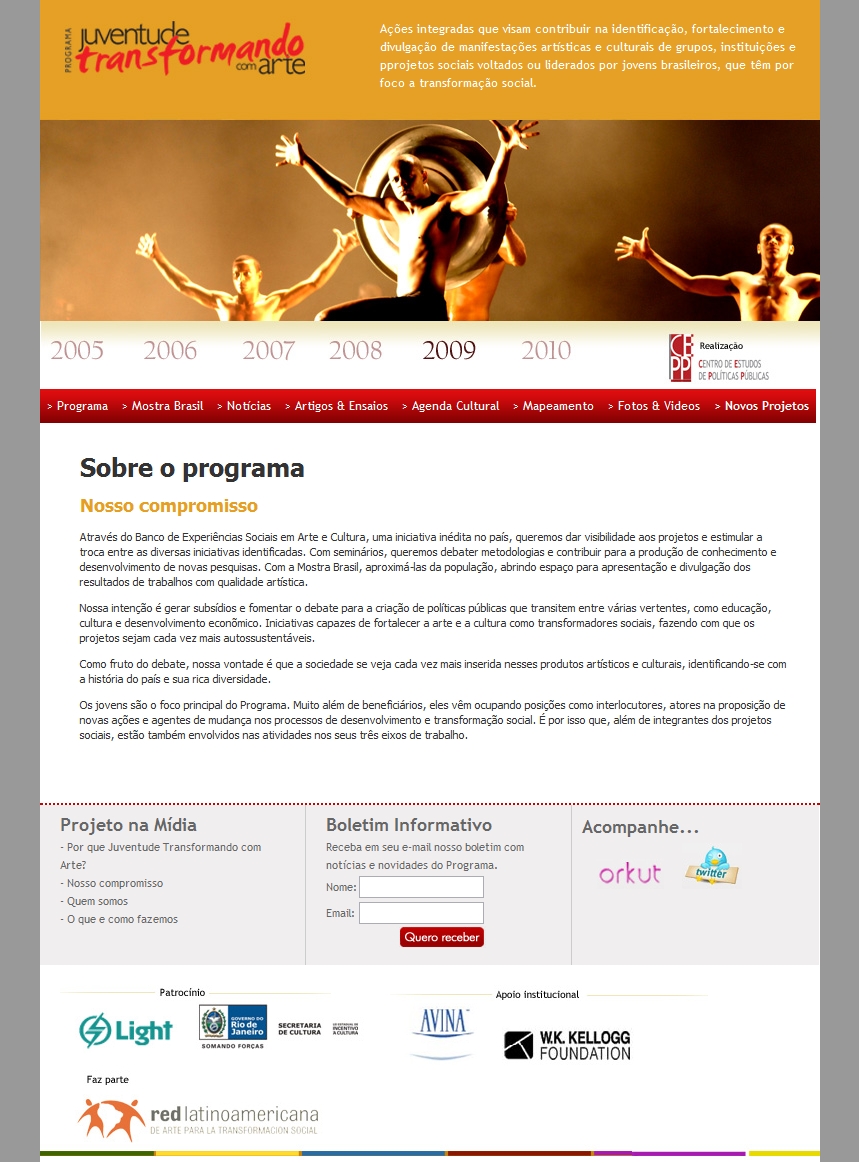 PROGRAMA
juventude
transformando
com arte
Ações integradas que visam contribuir na identificação, fortalecimento e
divulgação de manifestações artísticas e culturais de grupos, instituições e
pprojetos sociais voltados ou liderados por jovens brasileiros, que têm por
foco a transformação social.
2005 2006 2007 2008 2009 2010
CEPP
Realização
CENTRO DE ESTUDOS
DE POLÍTICAS PÚBLICAS
> Programa > Mostra Brasil > Notícias > Artigos & Ensaios > Agenda Cultural > Mapeamento > Fotos & Videos > Novos Projetos
Sobre o programa
Nosso compromisso
Através do Banco de Experiências Sociais em Arte e Cultura, uma iniciativa inédita no país, queremos dar visibilidade aos projetos e estimular a
troca entre as diversas iniciativas identificadas. Com seminários, queremos debater metodologias e contribuir para a produção de conhecimento e
desenvolvimento de novas pesquisas. Com a Mostra Brasil, aproximá-las da população, abrindo espaço para apresentação e divulgação dos
resultados de trabalhos com qualidade artística.
Nossa intenção é gerar subsídios e fomentar o debate para a criação de políticas públicas que transitem entre várias vertentes, como educação,
cultura e desenvolvimento econômico. Iniciativas capazes de fortalecer a arte e a cultura como transformadores sociais, fazendo com que os
projetos sejam cada vez mais autossustentáveis.
Como fruto do debate, nossa vontade é que a sociedade se veja cada vez mais inserida nesses produtos artísticos e culturais, identificando-se com
a história do país e sua rica diversidade.
Os jovens são o foco principal do Programa. Muito além de beneficiários, eles vêm ocupando posições como interlocutores, atores na proposição de
novas ações e agentes de mudança nos processos de desenvolvimento e transformação social. É por isso que, além de integrantes dos projetos
sociais, estão também envolvidos nas atividades nos seus três eixos de trabalho.
Projeto na Mídia
- Por que Juventude Transformando com
Arte?
- Nosso compromisso
- Quem somos
- O que e como fazemos
Boletim Informativo
Receba em seu e-mail nosso boletim com
notícias e novidades do Programa.
Nome:
Email:
Quero receber
Acompanhe...
orkut
twitter
Patrocínio
Light
GOVERNO DO
Rio de
Janeiro
SOMANDO FORÇAS
SECRETARIA
DE CULTURA
LEI ESTADUAL DE
INCENTIVO
À CULTURA
Apoio institucional
AVINA
W.K. KELLOGG
FOUNDATION
Faz parte
redlatinoamericana
DE ARTE PARA LA TRANSFORMACION SOCIAL